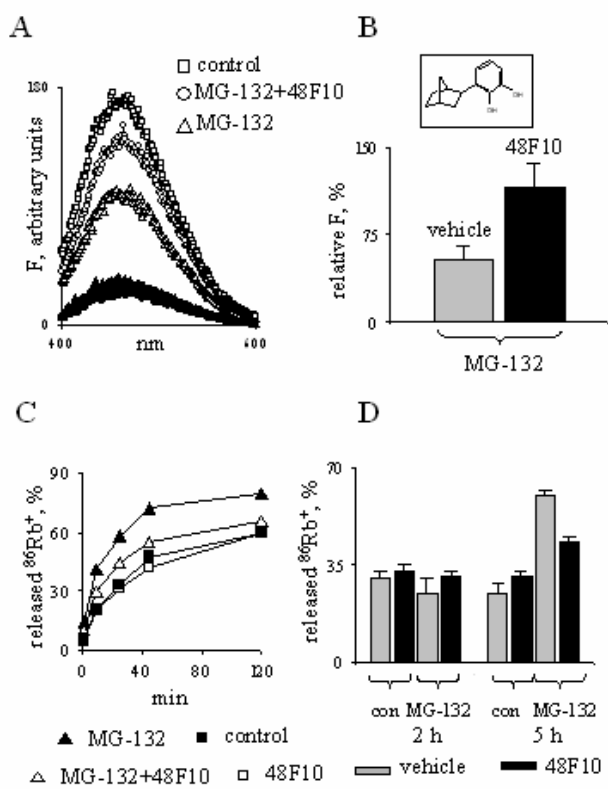 A
control
MG-132+48F10
MG-132
180
F, arbitrary units
0
400
nm
600
B
OH
OH
150
48F10
vehicle
75
relative F, %
0
MG-132
C
90
60
30
0
released ⁸⁶Rb⁺, %
0
40
80
120
min
MG-132
control
MG-132+48F10
48F10
D
70
35
0
released ⁸⁶Rb⁺, %
con MG-132
2 h
con MG-132
5 h
vehicle
48F10